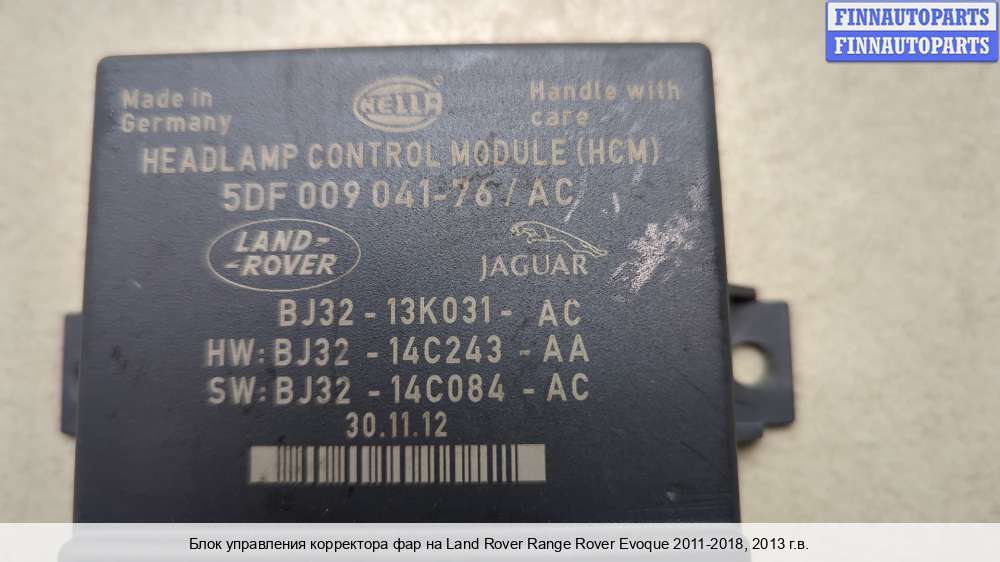 FINNAUTOPARTS
FINNAUTOPARTS
Made in
Germany
HELLA
Handle with
care
HEADLAMP CONTROL MODULE (HCM)
5DF 009 041-76 / AC
LAND-
-ROVER
JAGUAR
BJ32 - 13K031 - AC
HW: BJ32 - 14C243 - AA
SW: BJ32 - 14C084 - AC
30.11.12
Блок управления корректора фар на Land Rover Range Rover Evoque 2011-2018, 2013 г.в.